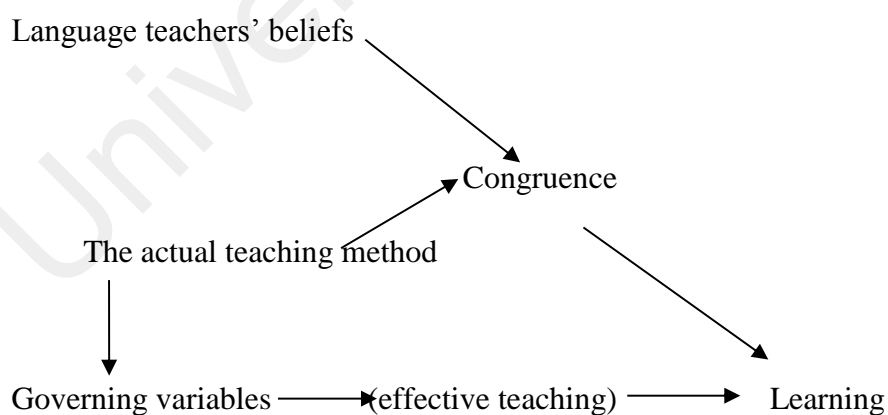 Language teachers’ beliefs
Congruence
The actual teaching method
Governing variables (effective teaching) Learning